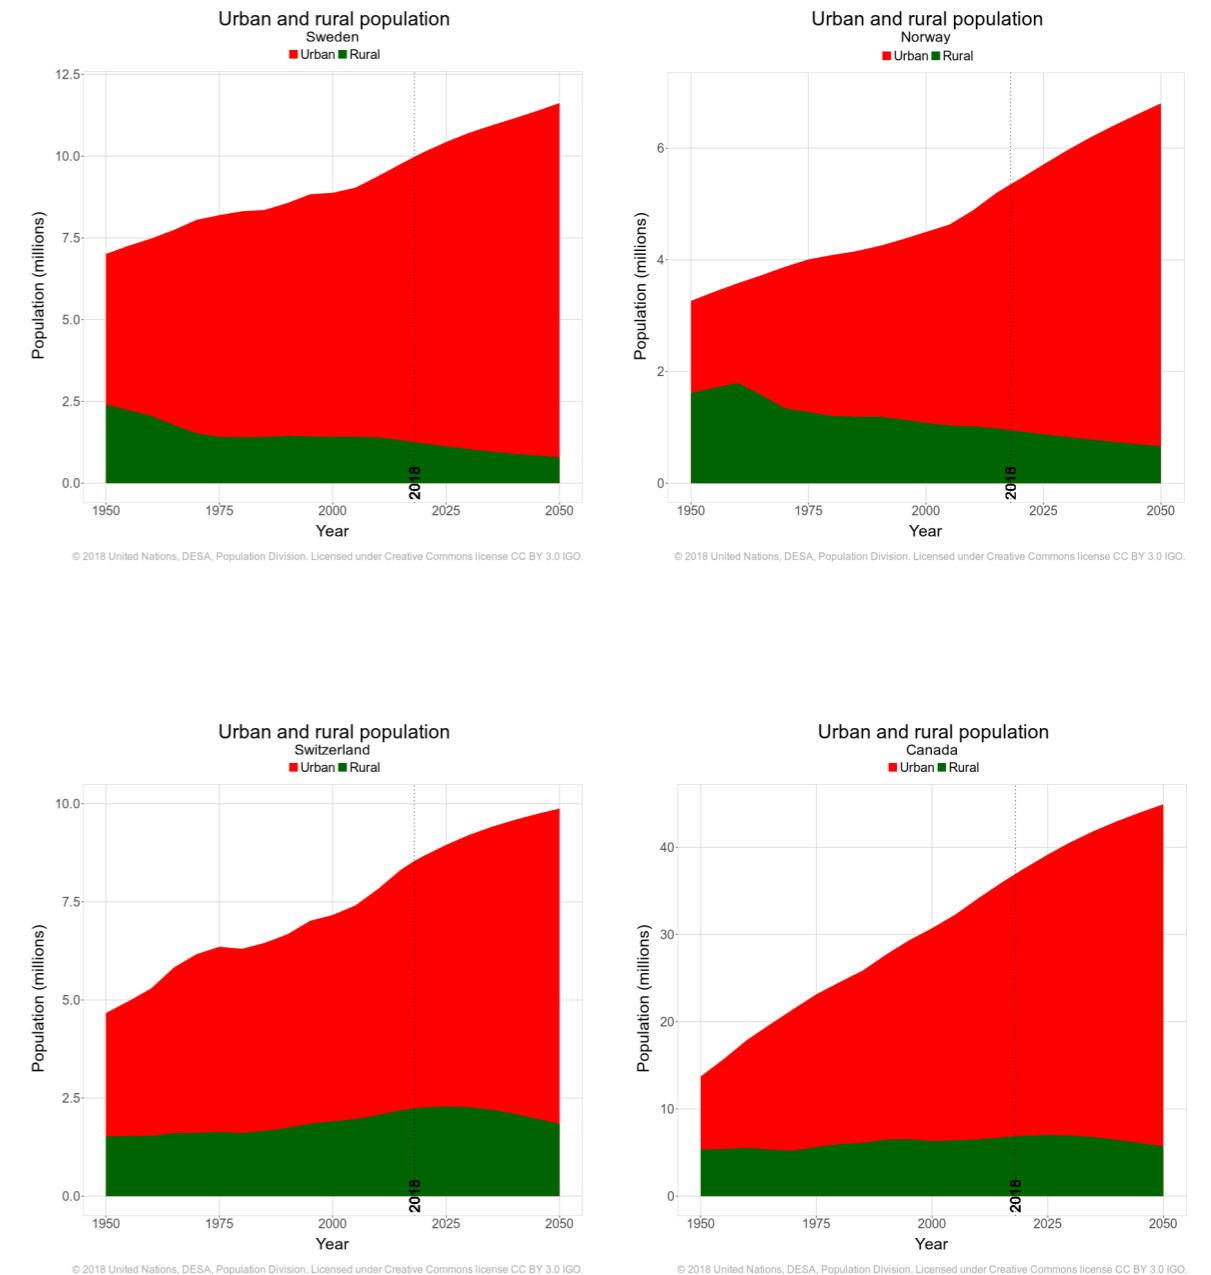 Urban and rural population
Sweden
Urban Rural
12.5
10.0
7.5
5.0
2.5
0.0
Population (millions)
2018
1950 1975 2000 2025 2050
Year
© 2018 United Nations, DESA, Population Division. Licensed under Creative Commons license CC BY 3.0 IGO.
Urban and rural population
Norway
Urban Rural
6
4
2
0
Population (millions)
2018
1950 1975 2000 2025 2050
Year
© 2018 United Nations, DESA, Population Division. Licensed under Creative Commons license CC BY 3.0 IGO.
Urban and rural population
Switzerland
Urban Rural
10.0
7.5
5.0
2.5
0.0
Population (millions)
2018
1950 1975 2000 2025 2050
Year
© 2018 United Nations, DESA, Population Division. Licensed under Creative Commons license CC BY 3.0 IGO.
Urban and rural population
Canada
Urban Rural
40
30
20
10
0
Population (millions)
2018
1950 1975 2000 2025 2050
Year
© 2018 United Nations, DESA, Population Division. Licensed under Creative Commons license CC BY 3.0 IGO.